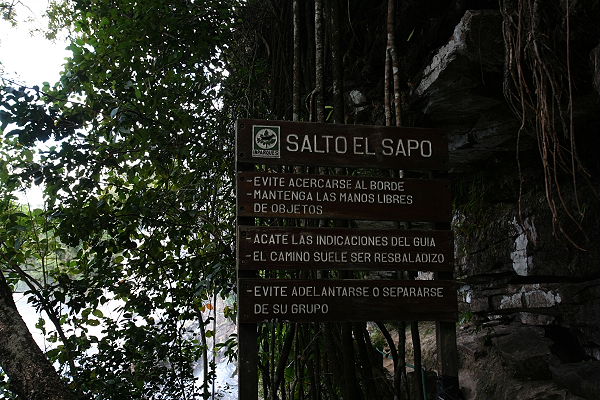 SALTO EL SAPO
INPARQUES
- EVITE ACERCARSE AL BORDE
- MANTENGA LAS MANOS LIBRES
DE OBJETOS
- ACATE LAS INDICACIONES DEL GUIA
- EL CAMINO SUELE SER RESBALADIZO
- EVITE ADELANTARSE O SEPARARSE
DE SU GRUPO